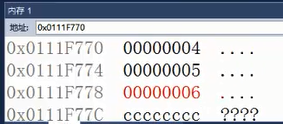 内存 1
地址: 0x0111F770
0x0111F770 00000004 ....
0x0111F774 00000005 ....
0x0111F778 00000006 ....
0x0111F77C cccccccc ????